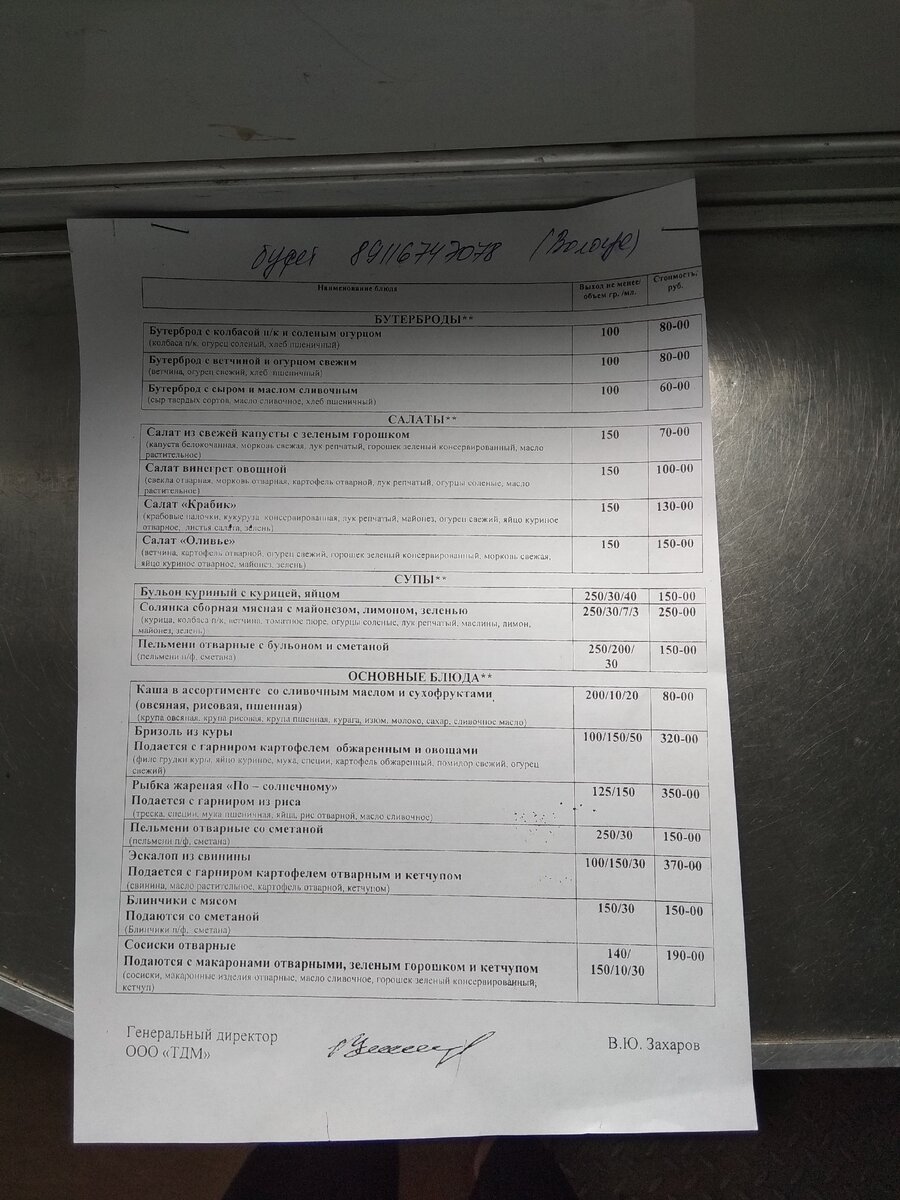 буфет 89116747078 (Вологда)
Наименование блюда Выход не менее/ объем гр./мл. Стоимость, руб.
БУТЕРБРОДЫ**
Бутерброд с колбасой п/к и соленым огурцом 100 80-00
(колбаса п/к, огурец соленый, хлеб пшеничный)
Бутерброд с ветчиной и огурцом свежим 100 80-00
(ветчина, огурец свежий, хлеб пшеничный)
Бутерброд с сыром и маслом сливочным 100 60-00
(сыр твердых сортов, масло сливочное, хлеб пшеничный)
САЛАТЫ**
Салат из свежей капусты с зеленым горошком 150 70-00
(капуста белокочанная, морковь свежая, лук репчатый, горошек зеленый консервированный, масло
растительное)
Салат винегрет овощной 150 100-00
(свекла отварная, морковь отварная, картофель отварной, лук репчатый, огурцы соленые, масло
растительное)
Салат «Крабик» 150 130-00
(крабовые палочки, кукуруза консервированная, лук репчатый, майонез, огурец свежий, яйцо куриное
отварное, листья салата, зелень)
Салат «Оливье» 150 150-00
(ветчина, картофель отварной, огурец свежий, горошек зеленый консервированный, морковь свежая,
яйцо куриное отварное, майонез, зелень)
СУПЫ**
Бульон куриный с курицей, яйцом 250/30/40 150-00
Солянка сборная мясная с майонезом, лимоном, зеленью 250/30/7/3 250-00
(курица, колбаса п/к, ветчина, томатное пюре, огурцы соленые, лук репчатый, маслины, лимон,
майонез, зелень)
Пельмени отварные с бульоном и сметаной 250/200/ 150-00
(пельмени п/ф, сметана) 30
ОСНОВНЫЕ БЛЮДА**
Каша в ассортименте со сливочным маслом и сухофруктами 200/10/20 80-00
(овсяная, рисовая, пшенная)
(крупа овсяная, крупа рисовая, крупа пшенная, курага, изюм, молоко, сахар, сливочное масло)
Бризоль из куры 100/150/50 320-00
Подается с гарниром картофелем обжаренным и овощами
(филе грудки куры, яйцо куриное, мука, специи, картофель обжаренный, помидор свежий, огурец
свежий)
Рыбка жареная «По – солнечному» 125/150 350-00
Подается с гарниром из риса
(треска, специи, мука пшеничная, яйца, рис отварной, масло сливочное)
Пельмени отварные со сметаной 250/30 150-00
(пельмени п/ф, сметана)
Эскалоп из свинины 100/150/30 370-00
Подается с гарниром картофелем отварным и кетчупом
(свинина, масло растительное, картофель отварной, кетчупом)
Блинчики с мясом 150/30 150-00
Подаются со сметаной
(Блинчики п/ф, сметана)
Сосиски отварные 140/ 190-00
Подаются с макаронами отварными, зеленым горошком и кетчупом 150/10/30
(сосиски, макаронные изделия отварные, масло сливочное, горошек зеленый консервированный,
кетчуп)
Генеральный директор
ООО «ТДМ» В.Ю. Захаров